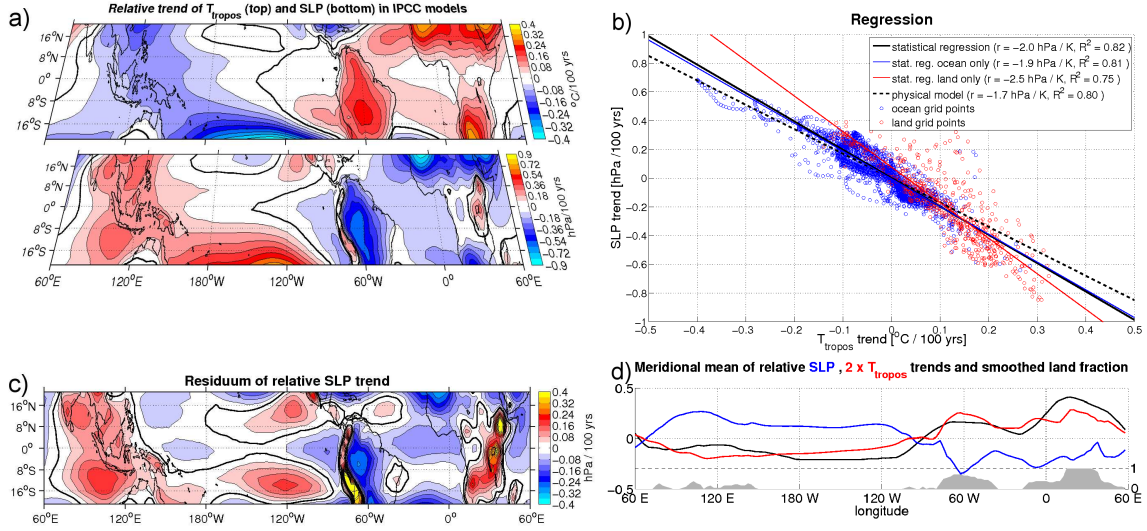 a)
Relative trend of T_tropos (top) and SLP (bottom) in IPCC models
16°N
8°N
0°
8°S
16°S
0.4
0.32
0.24
0.16
0.08
−0.08
−0.16
−0.24
−0.32
−0.4
°C/100 yrs
16°N
8°N
0°
8°S
16°S
0.9
0.72
0.54
0.36
0.18
−0.18
−0.36
−0.54
−0.72
−0.9
hPa/100 yrs
60°E 120°E 180°W 120°W 60°W 0° 60°E
b)
Regression
statistical regression (r = −2.0 hPa / K, R² = 0.82)
stat. reg. ocean only (r = −1.9 hPa / K, R² = 0.81)
stat. reg. land only (r = −2.5 hPa / K, R² = 0.75)
physical model (r = −1.7 hPa / K, R² = 0.80 )
ocean grid points
land grid points
SLP trend [hPa /100 yrs]
1
0.8
0.6
0.4
0.2
0
−0.2
−0.4
−0.6
−0.8
−1
−0.5 −0.4 −0.3 −0.2 −0.1 0 0.1 0.2 0.3 0.4 0.5
T_tropos trend [°C / 100 yrs]
c)
Residuum of relative SLP trend
16°N
8°N
0°
8°S
16°S
0.4
0.32
0.24
0.16
0.08
−0.08
−0.16
−0.24
−0.32
−0.4
hPa / 100 yrs
60°E 120°E 180°W 120°W 60°W 0° 60°E
d)
Meridional mean of relative SLP , 2 x T_tropos trends and smoothed land fraction
0.5
0
−0.5
1
0
60 E 120 E 180 W 120 W 60 W 0 60 E
longitude